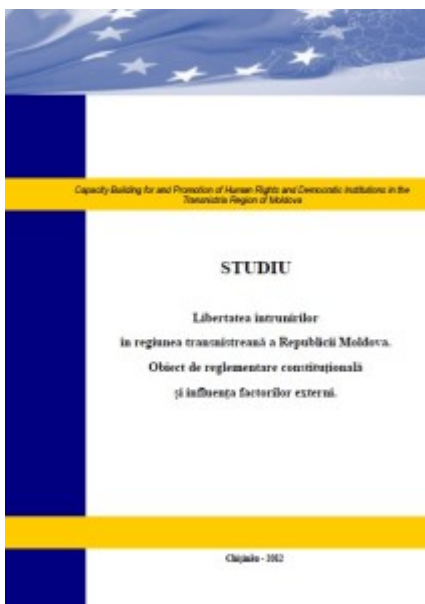 Capacity Building for and Promotion of Human Rights and Democratic Institutions in the
Transnistria Region of Moldova
STUDIU
Libertatea întrunirilor
în regiunea transnistreană a Republicii Moldova.
Obiect de reglementare constituțională
și influența factorilor externi.
Chișinău - 2012